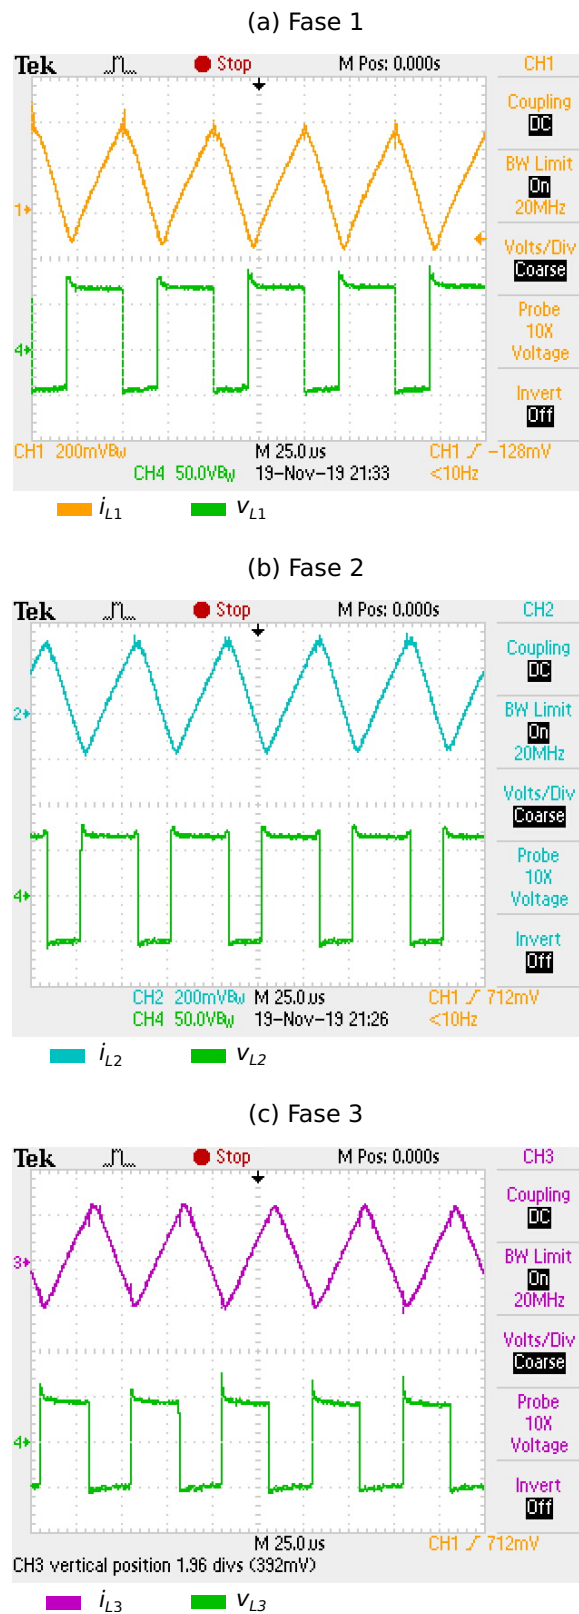 (a) Fase 1
Tek Stop M Pos: 0.000s CH1
Coupling
DC
BW Limit
On
20MHz
1
Volts/Div
Coarse
Probe
10X
Voltage
4
Invert
Off
CH1 200mVBw M 25.0us CH1 -128mV
CH4 50.0VBw 19-Nov-19 21:33 <10Hz
iL1 vL1
(b) Fase 2
Tek Stop M Pos: 0.000s CH2
Coupling
DC
BW Limit
2
On
20MHz
Volts/Div
Coarse
Probe
10X
4
Voltage
Invert
Off
CH2 200mVBw M 25.0us CH1 712mV
CH4 50.0VBw 19-Nov-19 21:26 <10Hz
iL2 vL2
(c) Fase 3
Tek Stop M Pos: 0.000s CH3
Coupling
DC
BW Limit
3
On
20MHz
Volts/Div
Coarse
Probe
10X
4
Voltage
Invert
Off
M 25.0us CH1 712mV
CH3 vertical position 1.96 divs (392mV)
iL3 vL3